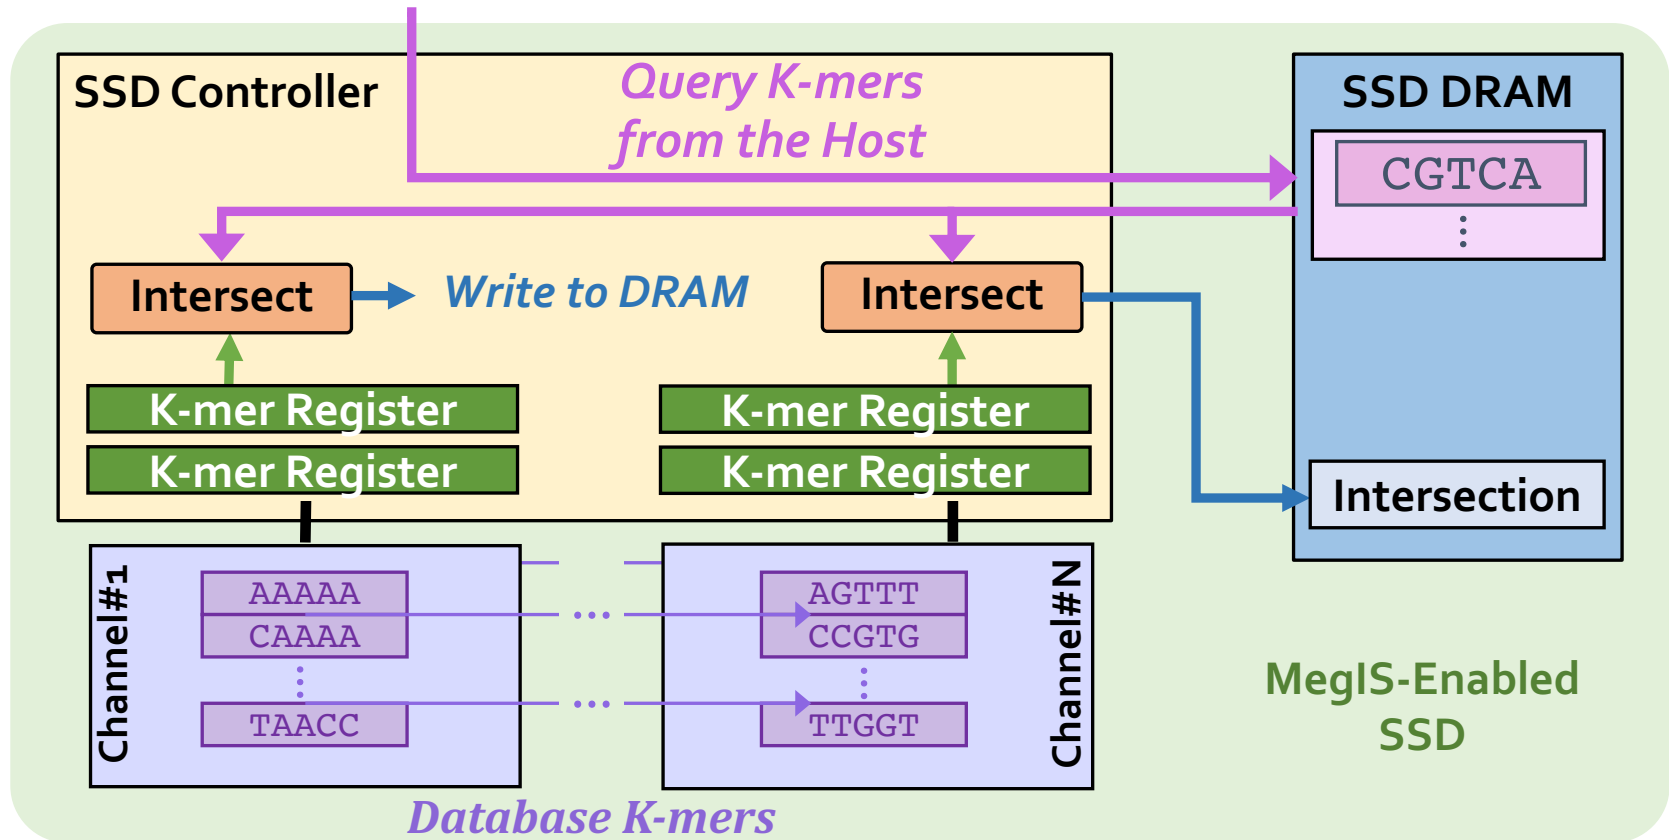 SSD Controller
Query K-mers
from the Host
SSD DRAM
CGTCA
Intersect
Write to DRAM
Intersect
K-mer Register
K-mer Register
K-mer Register
K-mer Register
Intersection
Channel#1
AAAAA
CAAAA
TAACC
...
...
AGTTT
CCGTG
TTGGT
Channel#N
MegIS-Enabled
SSD
Database K-mers